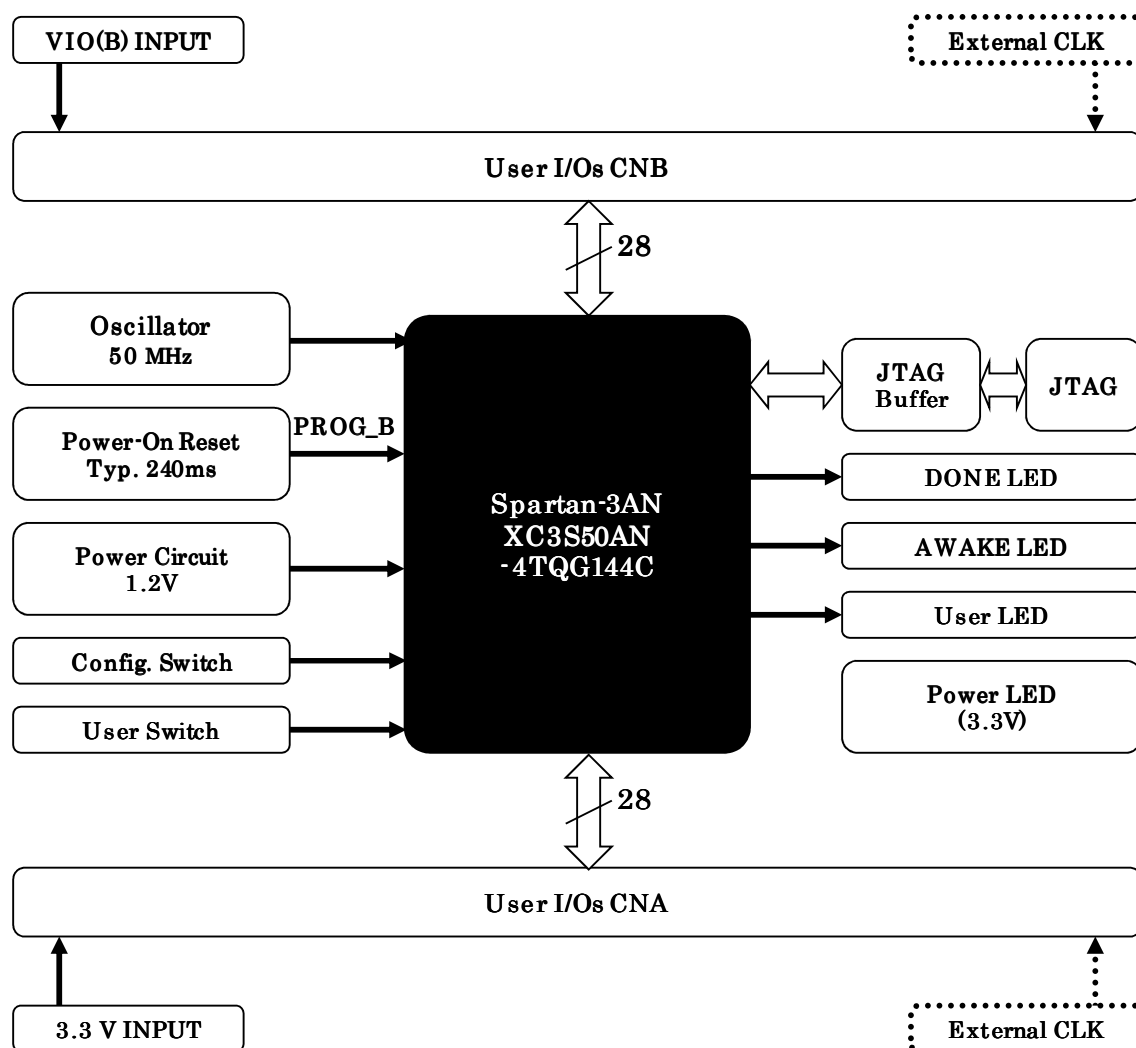 VIO(B) INPUT
External CLK
User I/Os CNB
28
Oscillator
50 MHz
JTAG
Buffer
JTAG
Power-On Reset
Typ. 240ms
PROG_B
DONE LED
Spartan-3AN
XC3S50AN
-4TQG144C
Power Circuit
1.2V
AWAKE LED
User LED
Config. Switch
Power LED
(3.3V)
User Switch
28
User I/Os CNA
3.3 V INPUT
External CLK